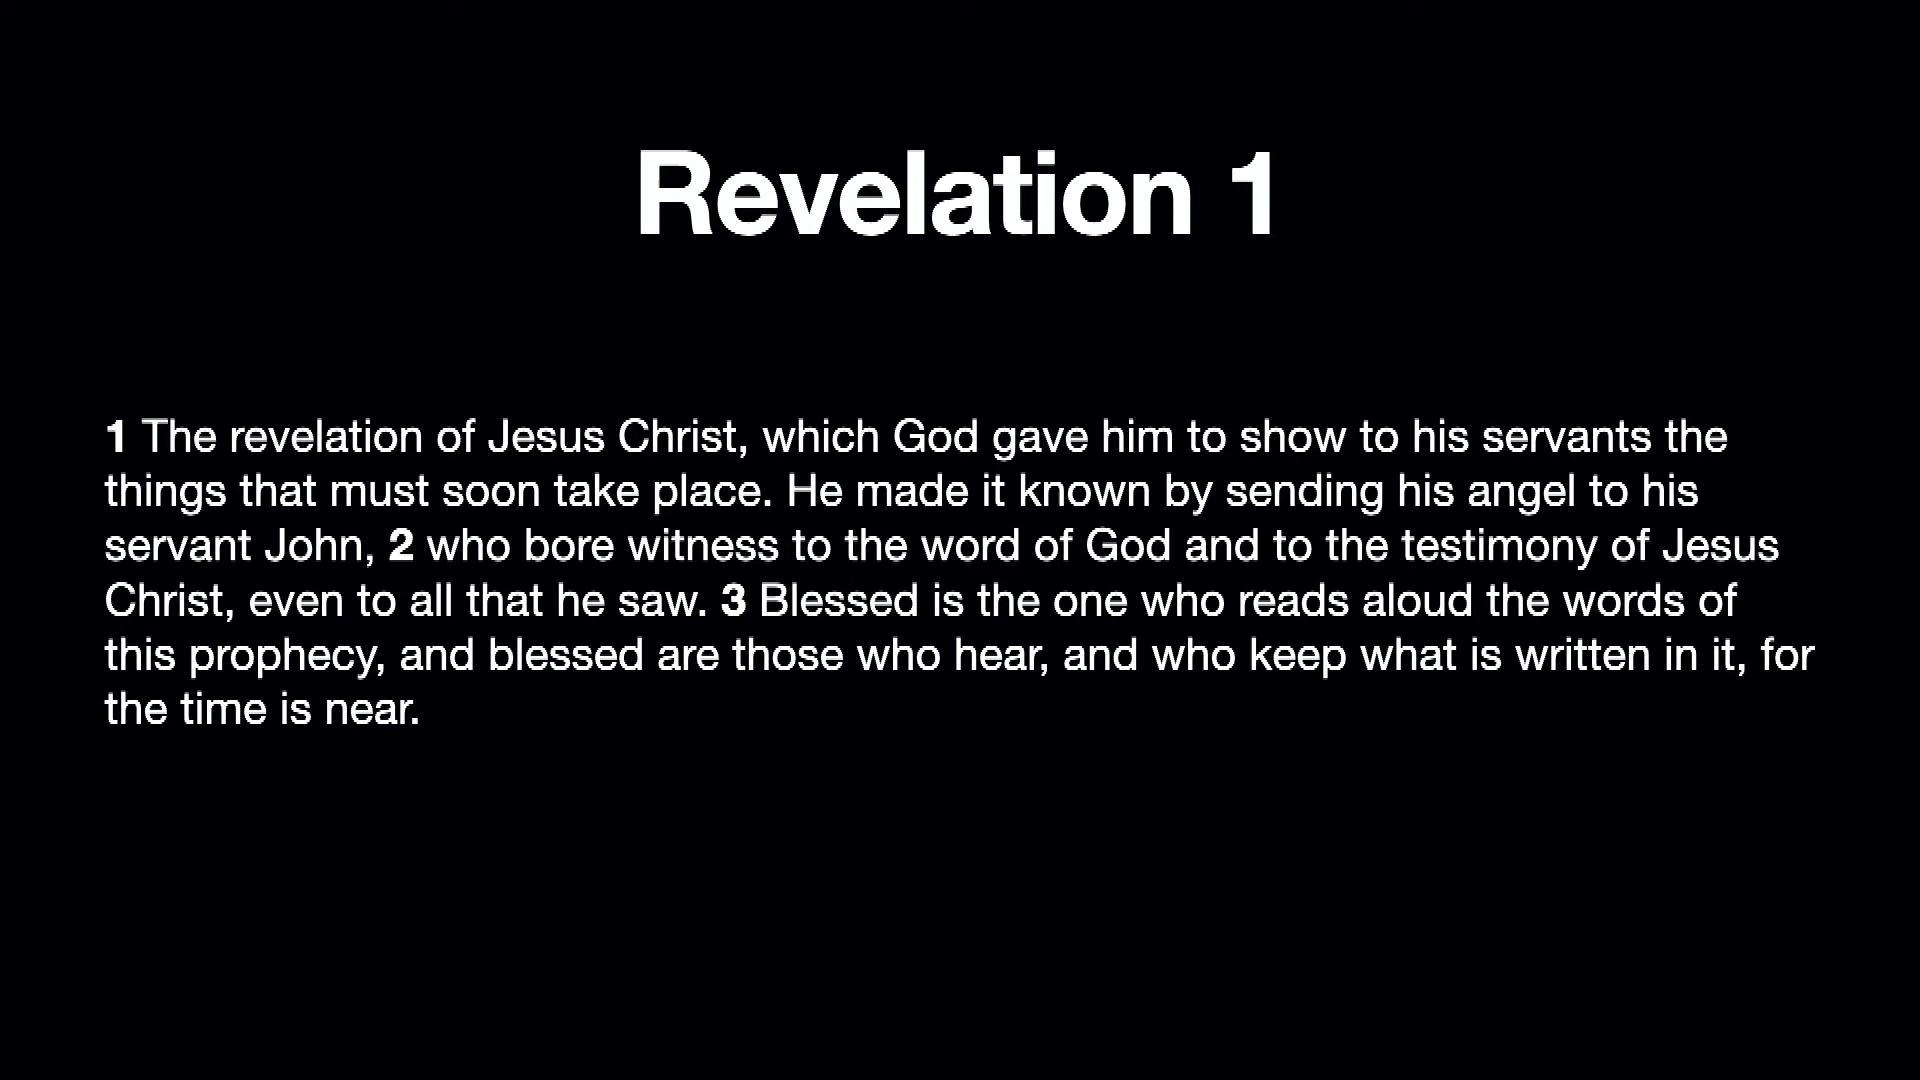 Revelation 1
1 The revelation of Jesus Christ, which God gave him to show to his servants the
things that must soon take place. He made it known by sending his angel to his
servant John, 2 who bore witness to the word of God and to the testimony of Jesus
Christ, even to all that he saw. 3 Blessed is the one who reads aloud the words of
this prophecy, and blessed are those who hear, and who keep what is written in it, for
the time is near.